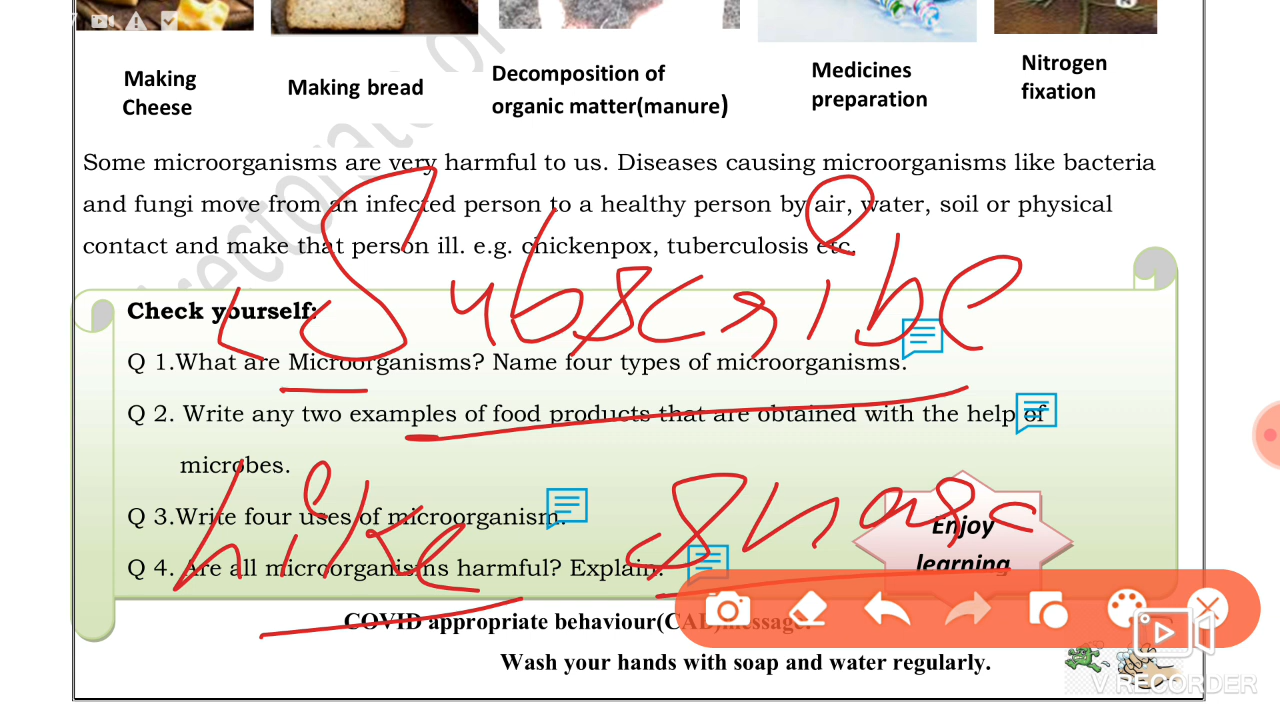 Making Cheese
Making bread
Decomposition of organic matter(manure)
Medicines preparation
Nitrogen fixation
Some microorganisms are very harmful to us. Diseases causing microorganisms like bacteria
and fungi move from an infected person to a healthy person by air, water, soil or physical
contact and make that person ill. e.g. chickenpox, tuberculosis etc.
Subscribe
Check yourself:
Q 1.What are Microorganisms? Name four types of microorganisms.
Q 2. Write any two examples of food products that are obtained with the help of
microbes.
like share
Q 3.Write four uses of microorganism.
Enjoy
learning
Q 4. Are all microorganisms harmful? Explain.
COVID appropriate behaviour(CAB)message:
Wash your hands with soap and water regularly.
V RECORDER